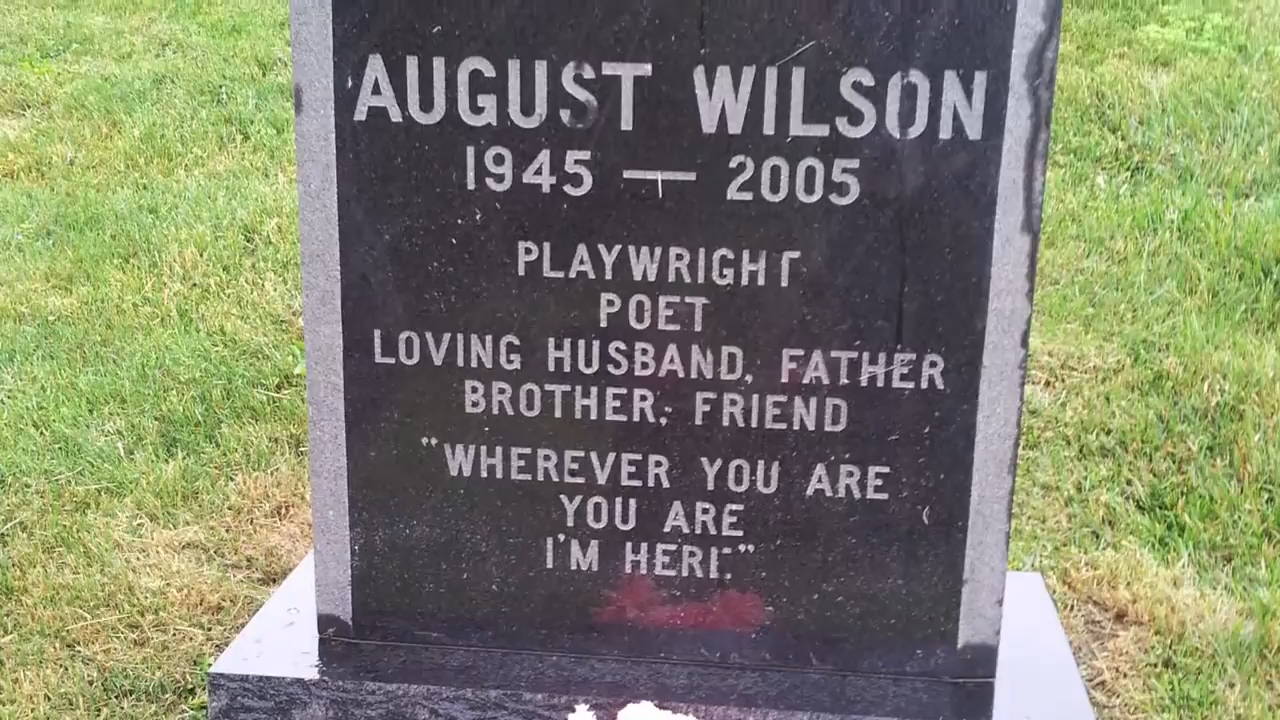 AUGUST WILSON
1945 — 2005
PLAYWRIGHT
POET
LOVING HUSBAND, FATHER
BROTHER, FRIEND
"WHEREVER YOU ARE
YOU ARE
I'M HERE."